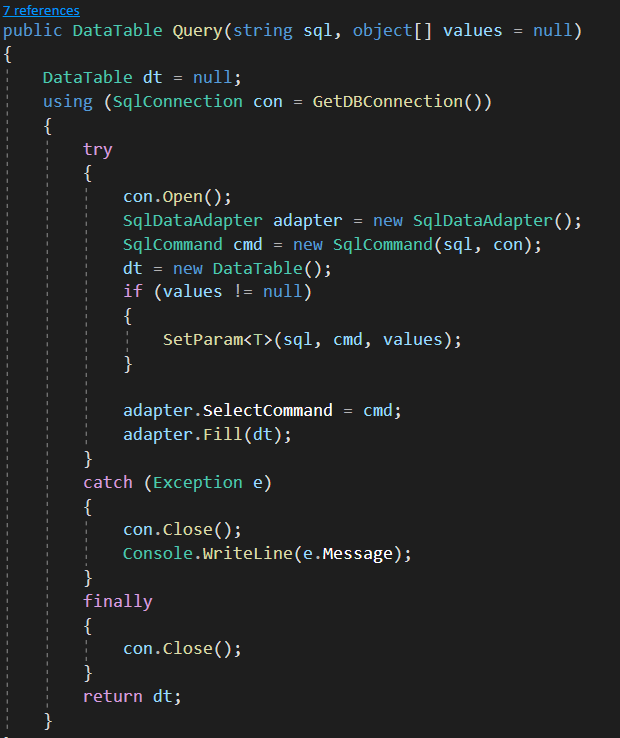 7 references
public DataTable Query(string sql, object[] values = null)
{
    DataTable dt = null;
    using (SqlConnection con = GetDBConnection())
    {
        try
        {
            con.Open();
            SqlDataAdapter adapter = new SqlDataAdapter();
            SqlCommand cmd = new SqlCommand(sql, con);
            dt = new DataTable();
            if (values != null)
            {
                SetParam<T>(sql, cmd, values);
            }

            adapter.SelectCommand = cmd;
            adapter.Fill(dt);
        }
        catch (Exception e)
        {
            con.Close();
            Console.WriteLine(e.Message);
        }
        finally
        {
            con.Close();
        }
        return dt;
    }